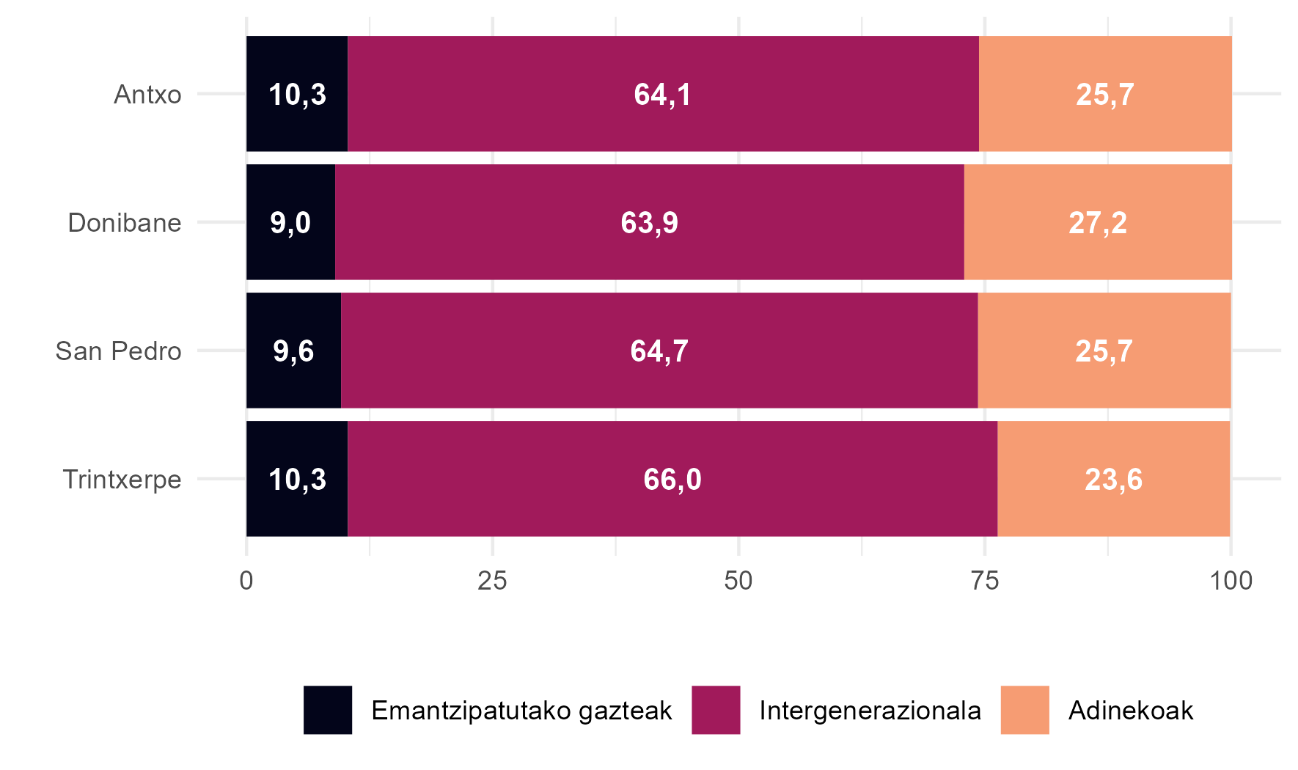 Antxo 10,3 64,1 25,7
Donibane 9,0 63,9 27,2
San Pedro 9,6 64,7 25,7
Trintxerpe 10,3 66,0 23,6
0 25 50 75 100
Emantzipatutako gazteak Intergenerazionala Adinekoak